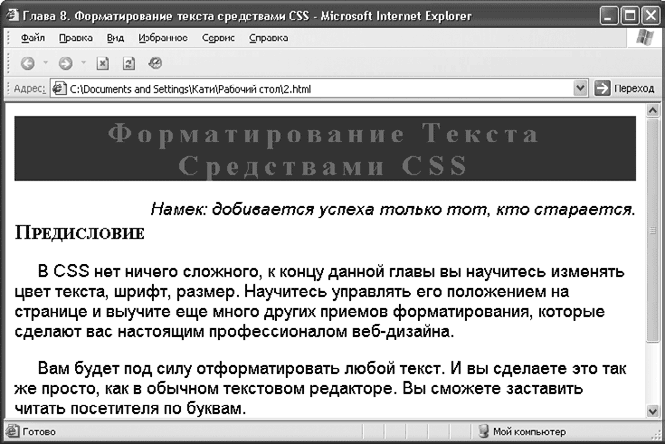 Глава 8. Форматирование текста средствами CSS - Microsoft Internet Explorer
Файл Правка Вид Избранное Сервис Справка
Адрес: C:\Documents and Settings\Кати\Рабочий стол\2.html Переход
Форматирование Текста
Средствами CSS
Намек: добивается успеха только тот, кто старается.
ПРЕДИСЛОВИЕ
В CSS нет ничего сложного, к концу данной главы вы научитесь изменять
цвет текста, шрифт, размер. Научитесь управлять его положением на
странице и выучите еще много других приемов форматирования, которые
сделают вас настоящим профессионалом веб-дизайна.
Вам будет под силу отформатировать любой текст. И вы сделаете это так
же просто, как в обычном текстовом редакторе. Вы сможете заставить
читать посетителя по буквам.
Готово Мой компьютер